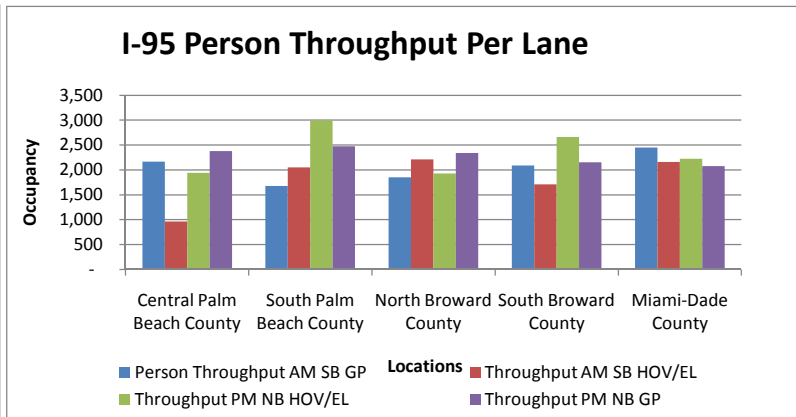 I-95 Person Throughput Per Lane
Occupancy
3,500
3,000
2,500
2,000
1,500
1,000
500
-
Central Palm
Beach County
South Palm
Beach County
North Broward
County
South Broward
County
Miami-Dade
County
Locations
Person Throughput AM SB GP
Throughput AM SB HOV/EL
Throughput PM NB HOV/EL
Throughput PM NB GP